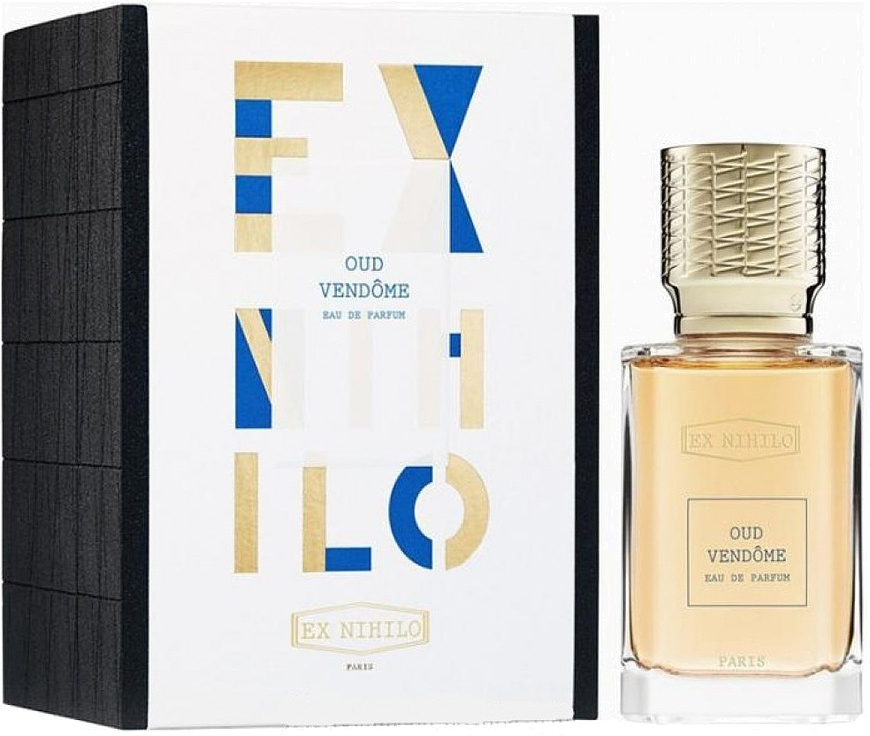 EX
NIHILO
OUD
VENDÔME
EAU DE PARFUM
EX NIHILO
PARIS
EX NIHILO
OUD
VENDÔME
EAU DE PARFUM
PARIS